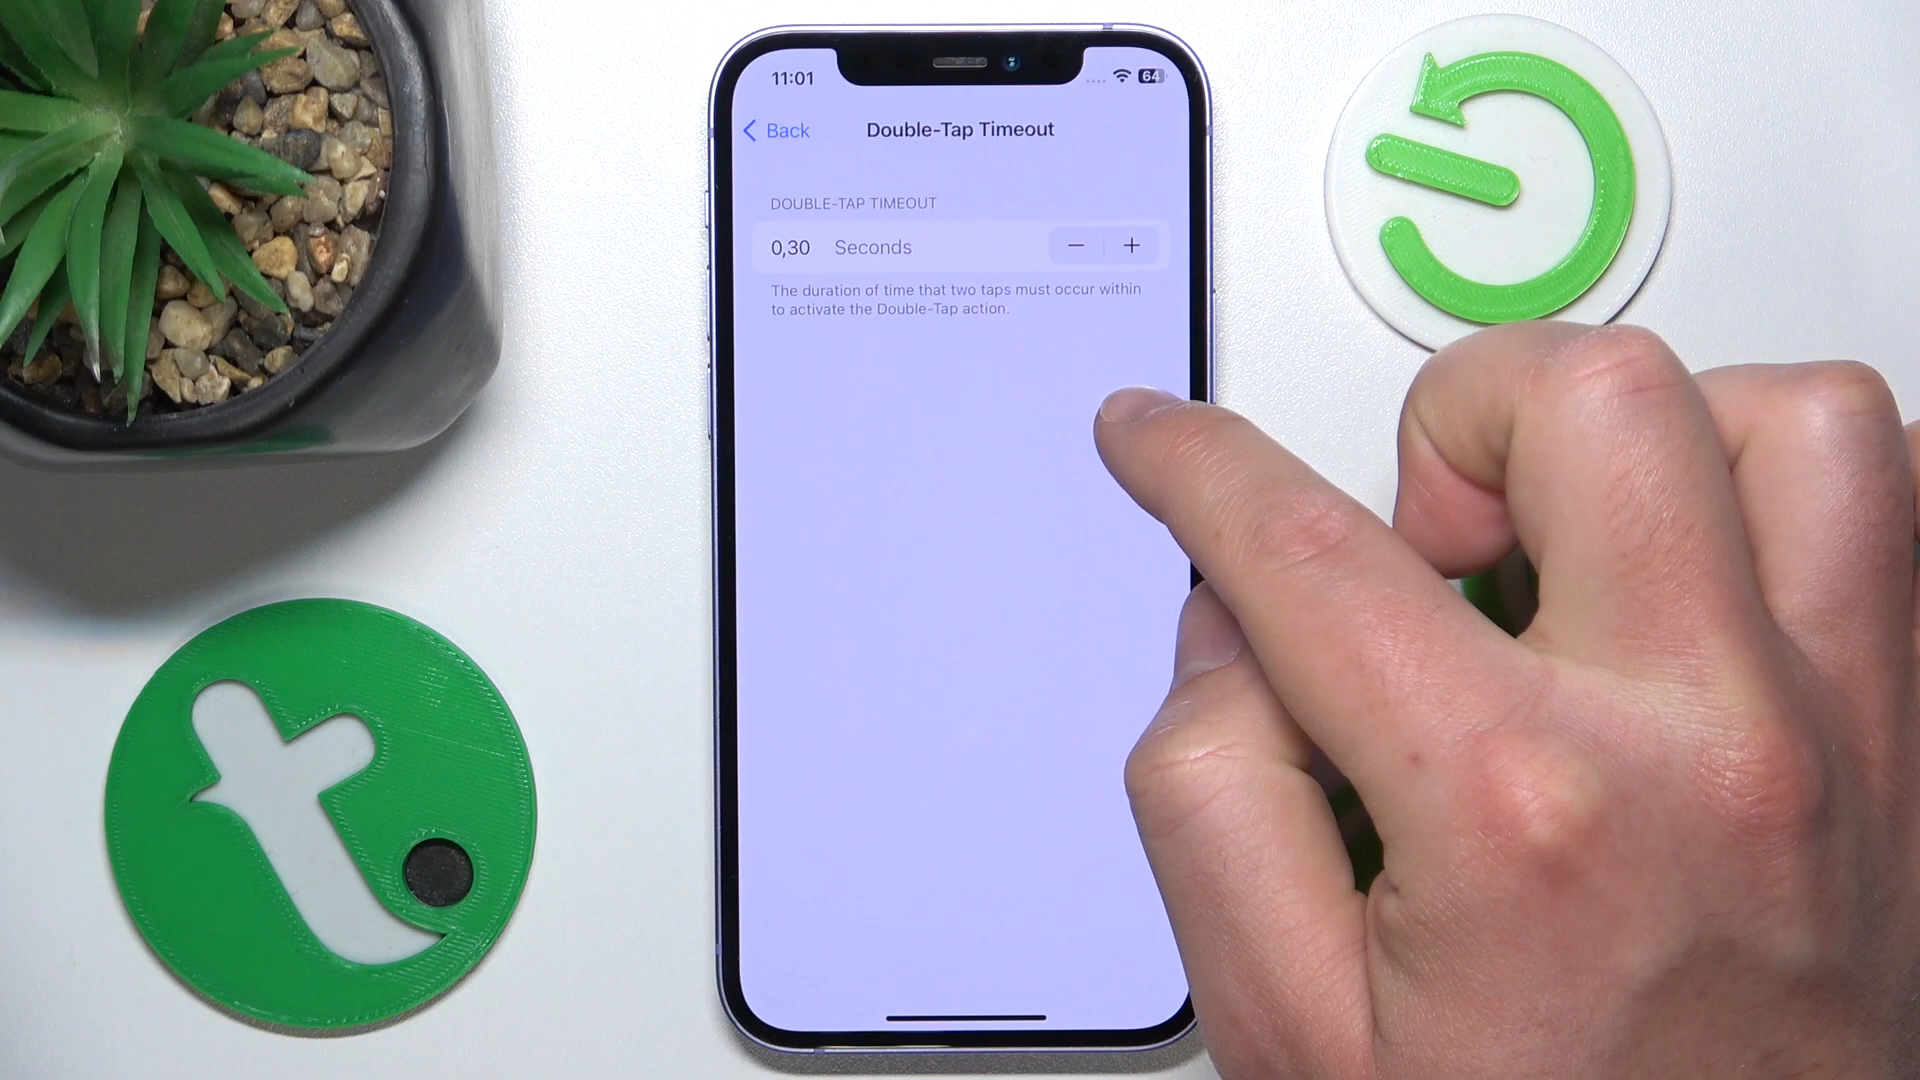 11:01
64
Back
Double-Tap Timeout
DOUBLE-TAP TIMEOUT
0,30 Seconds
− +
The duration of time that two taps must occur within
to activate the Double-Tap action.
t.